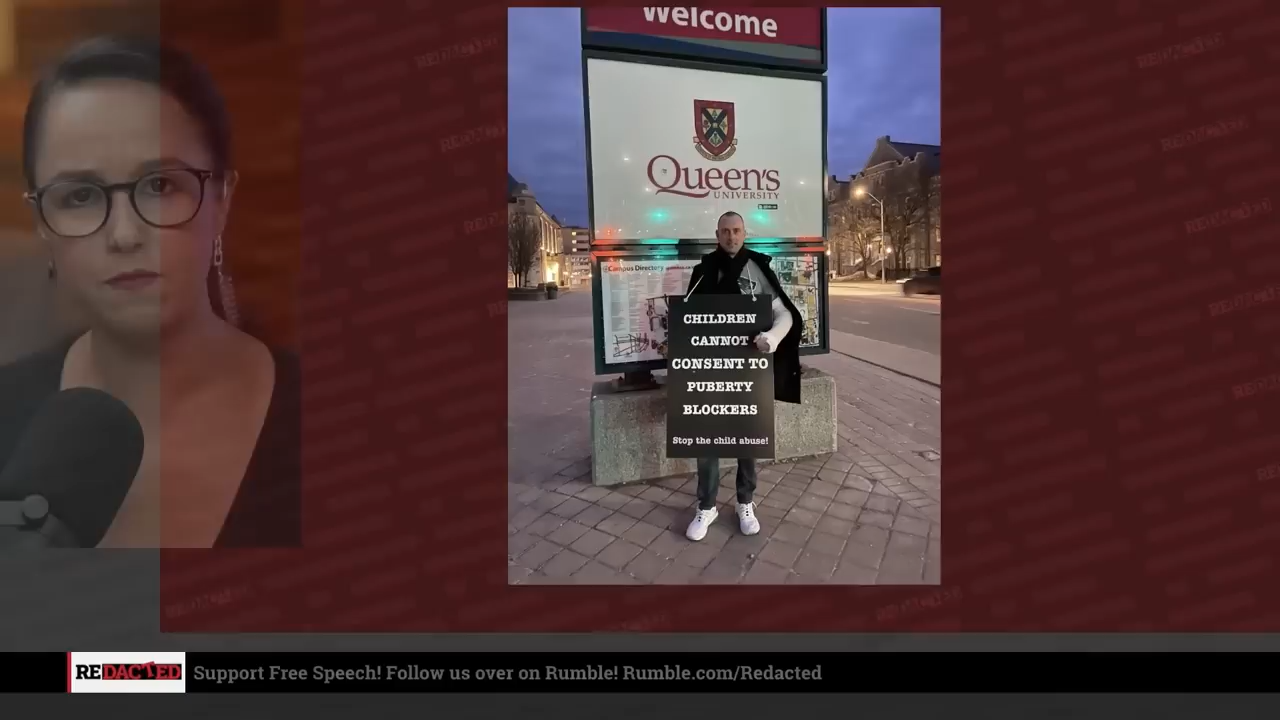 Welcome
Queen's
UNIVERSITY
Campus Directory
CHILDREN
CANNOT
CONSENT TO
PUBERTY
BLOCKERS
Stop the child abuse!
REDACTED
Support Free Speech! Follow us over on Rumble! Rumble.com/Redacted